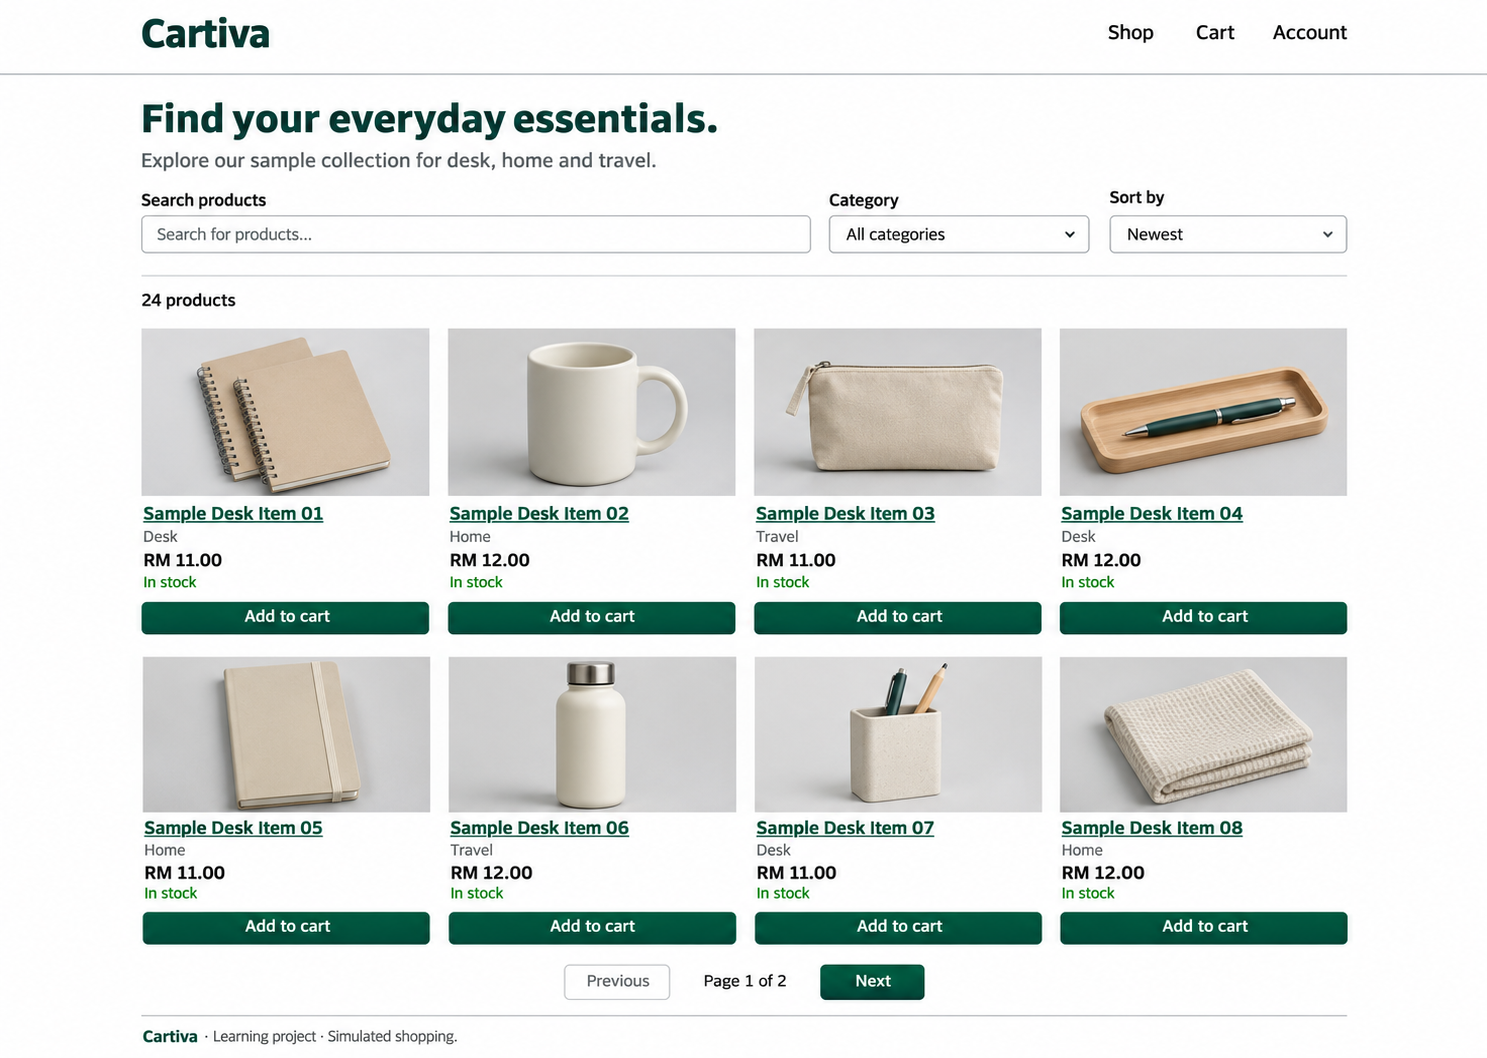 Cartiva
Shop Cart Account
Find your everyday essentials.
Explore our sample collection for desk, home and travel.
Search products
Category
Sort by
Search for products...
All categories
Newest
24 products
Sample Desk Item 01
Desk
RM 11.00
In stock
Add to cart
Sample Desk Item 02
Home
RM 12.00
In stock
Add to cart
Sample Desk Item 03
Travel
RM 11.00
In stock
Add to cart
Sample Desk Item 04
Desk
RM 12.00
In stock
Add to cart
Sample Desk Item 05
Home
RM 11.00
In stock
Add to cart
Sample Desk Item 06
Travel
RM 12.00
In stock
Add to cart
Sample Desk Item 07
Desk
RM 11.00
In stock
Add to cart
Sample Desk Item 08
Home
RM 12.00
In stock
Add to cart
Previous
Page 1 of 2
Next
Cartiva · Learning project · Simulated shopping.